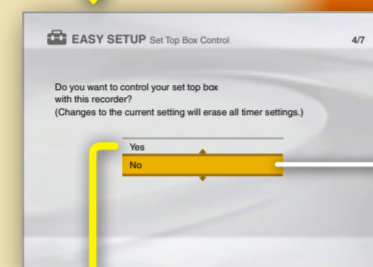 EASY SETUP Set Top Box Control 4/7
Do you want to control your set top box
with this recorder?
(Changes to the current setting will erase all timer settings.)
Yes
No